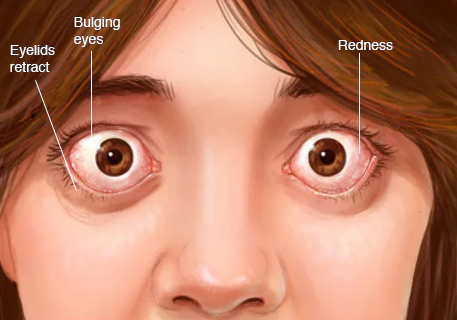 Bulging
eyes
Eyelids
retract
Redness